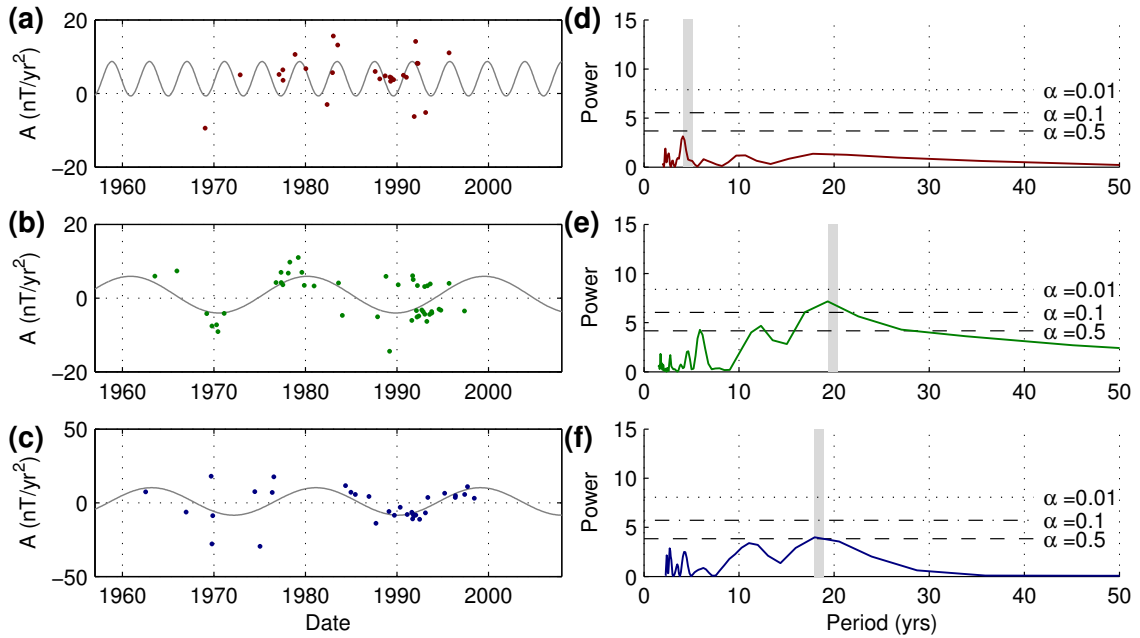 (a)
20
0
−20
A (nT/yr²)
1960 1970 1980 1990 2000
(d)
15
10
5
0
Power
α =0.01
α =0.1
α =0.5
0 10 20 30 40 50
(b)
20
0
−20
A (nT/yr²)
1960 1970 1980 1990 2000
(e)
15
10
5
0
Power
α =0.01
α =0.1
α =0.5
0 10 20 30 40 50
(c)
50
0
−50
A (nT/yr²)
1960 1970 1980 1990 2000
Date
(f)
15
10
5
0
Power
α =0.01
α =0.1
α =0.5
0 10 20 30 40 50
Period (yrs)